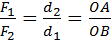 F₁/F₂ = d₂/d₁ = OA/OB